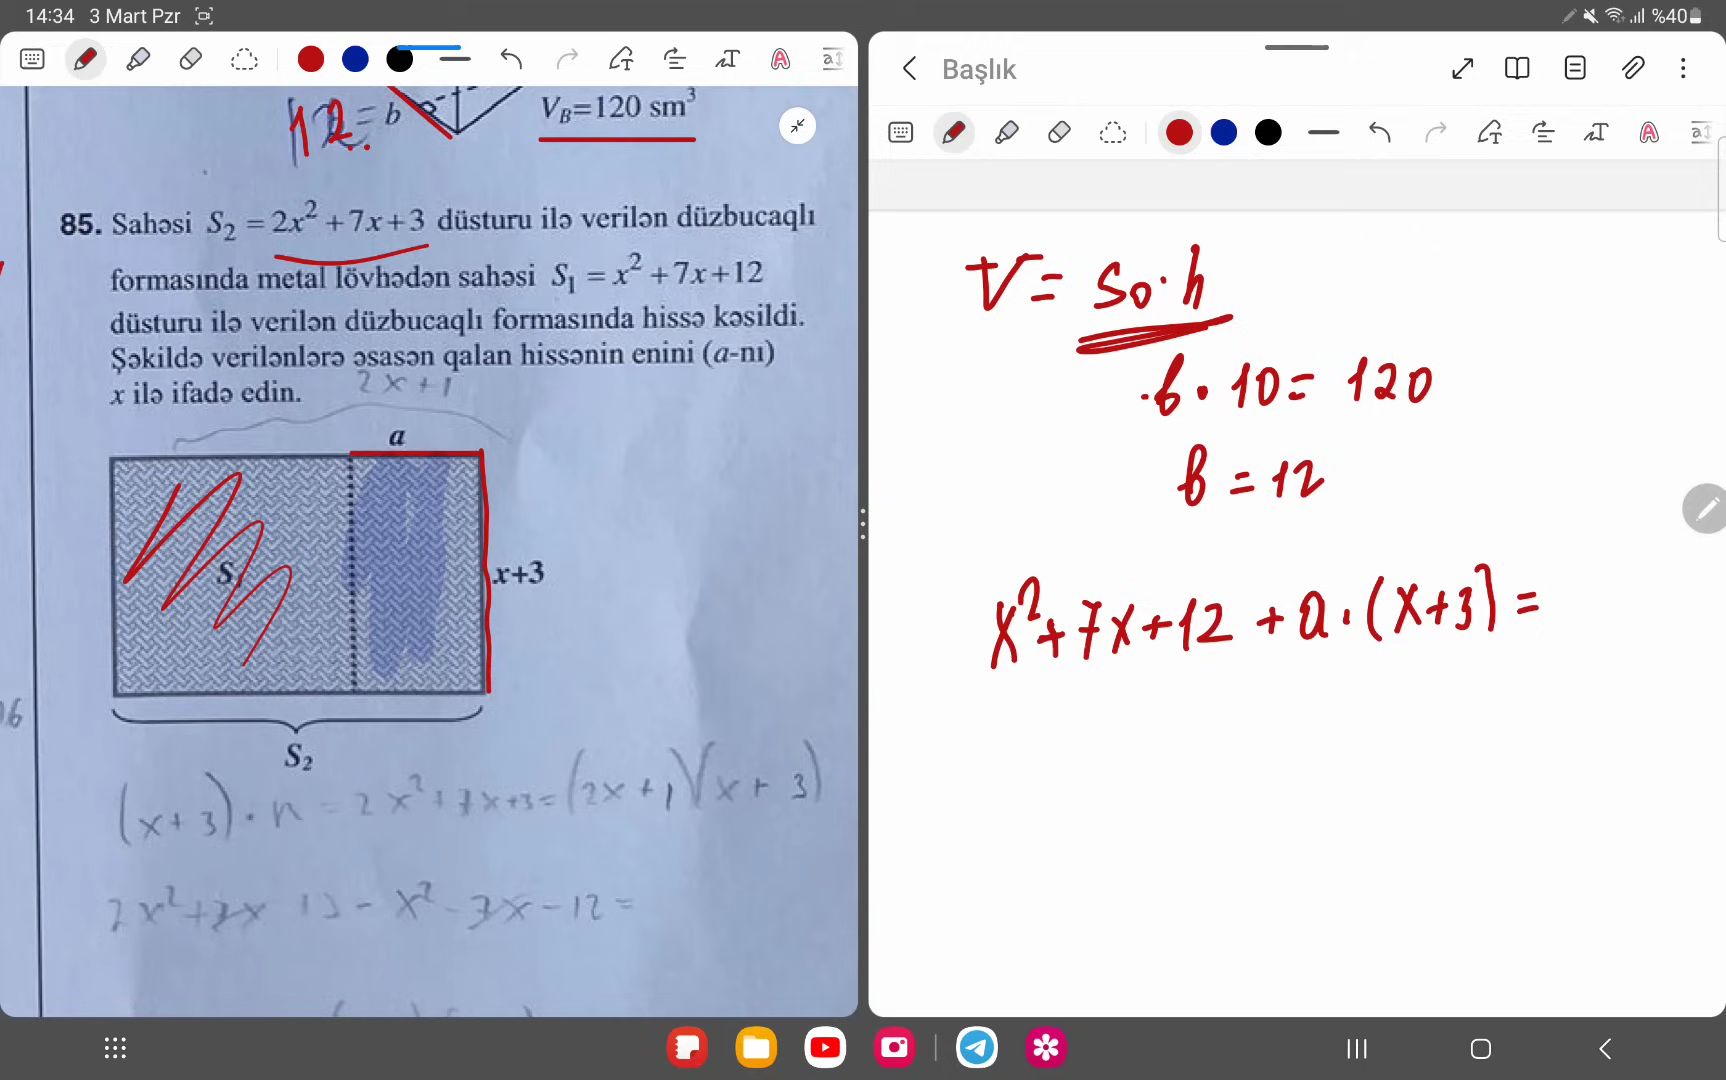 14:34 3 Mart Pzr %40
Başlık
12 = b
V_B=120 sm³
85. Sahəsi S₂ = 2x² + 7x + 3 düsturu ilə verilən düzbucaqlı
formasında metal lövhədən sahəsi S₁ = x² + 7x + 12
düsturu ilə verilən düzbucaqlı formasında hissə kəsildi.
Şəkildə verilənlərə əsasən qalan hissənin enini (a-nı)
x ilə ifadə edin.
2x+1
a
S₁
x+3
S₂
(x+3)·n = 2x²+7x+3 = (2x+1)(x+3)
- x² - 7x - 12 =
V = So·h
b · 10 = 120
b = 12
x²+7x+12 + a·(x+3) =